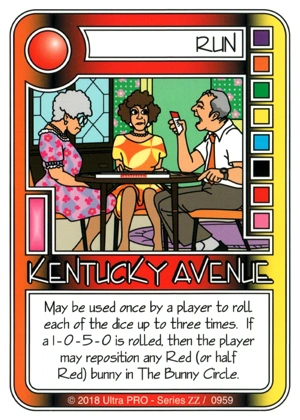 RUN
KENTUCKY AVENUE
May be used once by a player to roll
each of the dice up to three times. If
a 1-0-5-0 is rolled, then the player
may reposition any Red (or half
Red) bunny in The Bunny Circle.
© 2018 Ultra PRO - Series ZZ / 0959